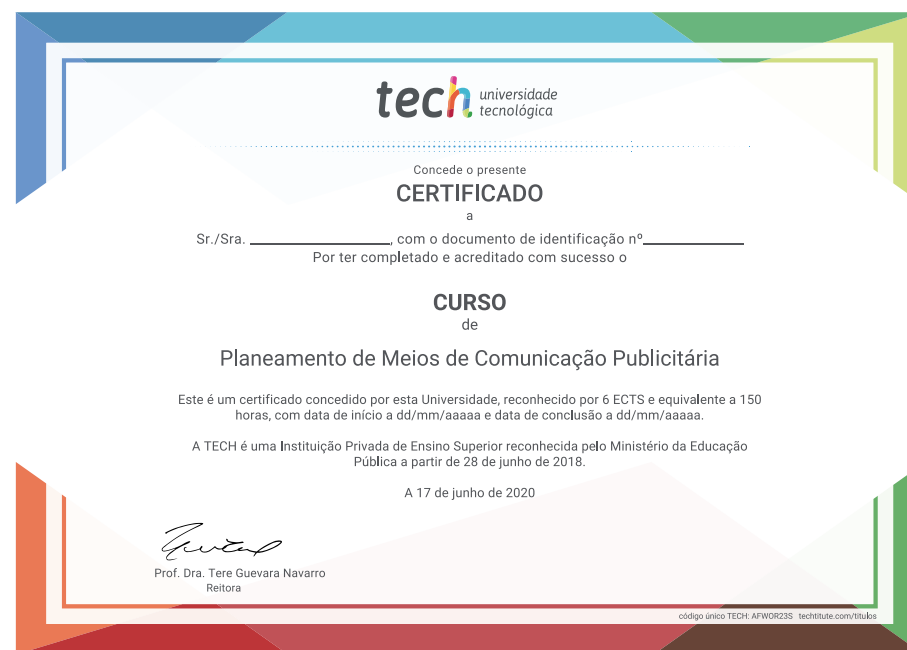 tech universidade
tecnológica
Concede o presente
CERTIFICADO
a
Sr./Sra. ____________________, com o documento de identificação nº______________
Por ter completado e acreditado com sucesso o
CURSO
de
Planeamento de Meios de Comunicação Publicitária
Este é um certificado concedido por esta Universidade, reconhecido por 6 ECTS e equivalente a 150
horas, com data de início a dd/mm/aaaaa e data de conclusão a dd/mm/aaaaa.
A TECH é uma Instituição Privada de Ensino Superior reconhecida pelo Ministério da Educação
Pública a partir de 28 de junho de 2018.
A 17 de junho de 2020
Prof. Dra. Tere Guevara Navarro
Reitora
código único TECH: AFWOR23S techtitute.com/titulos